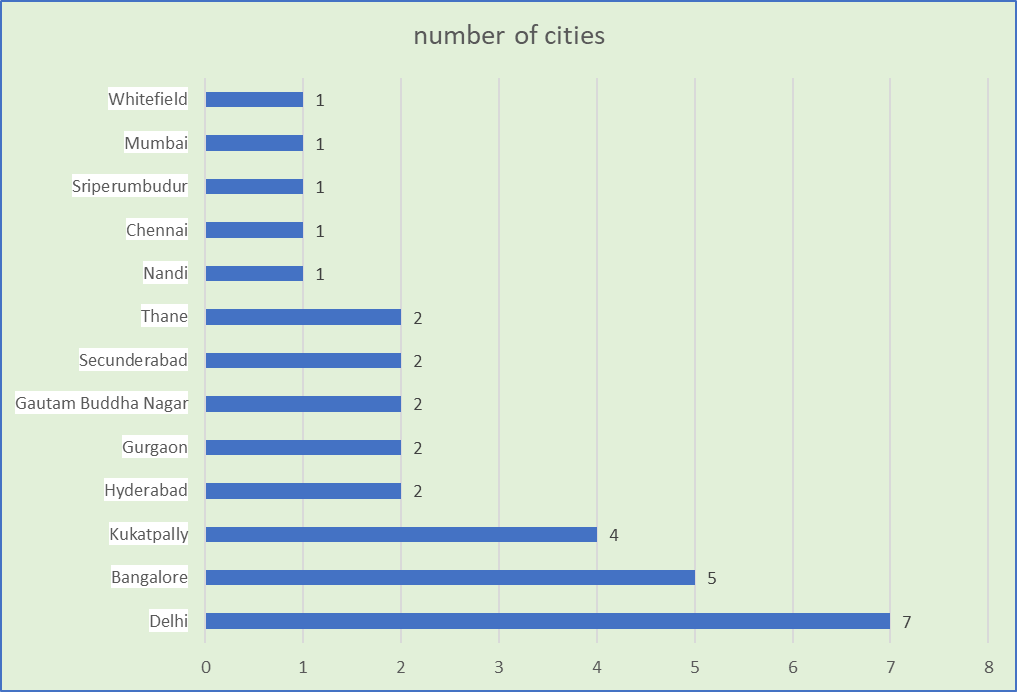 number of cities
Whitefield 1
Mumbai 1
Sriperumbudur 1
Chennai 1
Nandi 1
Thane 2
Secunderabad 2
Gautam Buddha Nagar 2
Gurgaon 2
Hyderabad 2
Kukatpally 4
Bangalore 5
Delhi 7
0 1 2 3 4 5 6 7 8